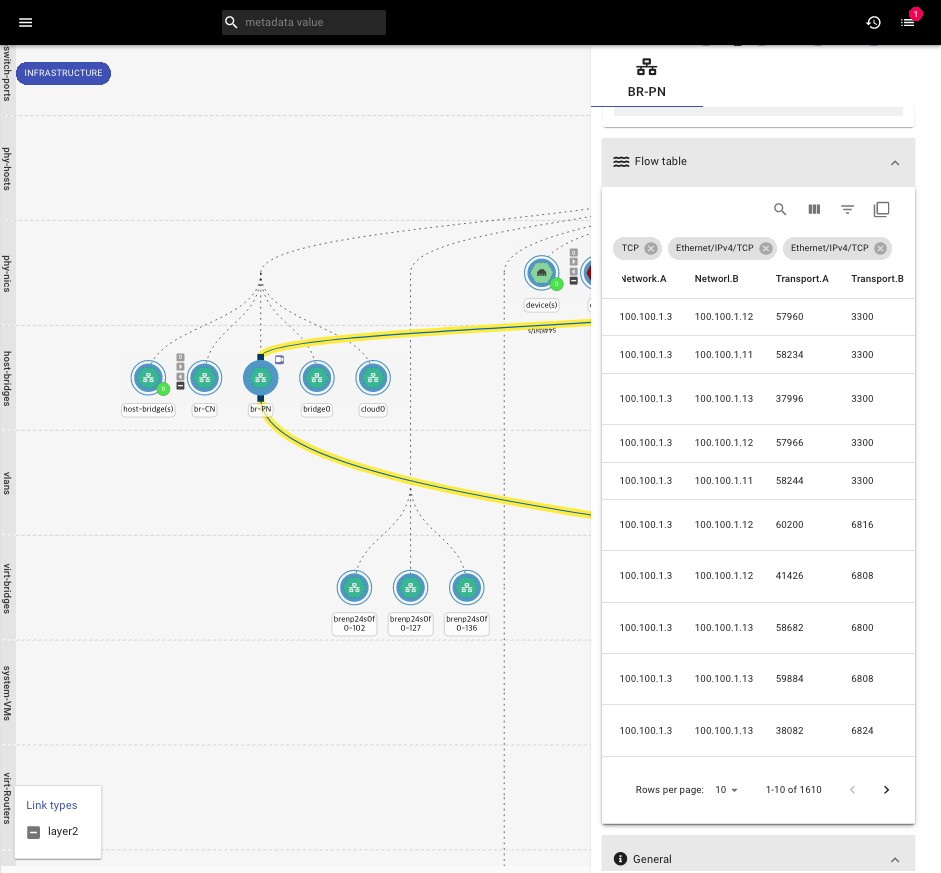 metadata value
1
INFRASTRUCTURE
BR-PN
switch-ports
phy-hosts
phy-nics
host-bridges
vlans
virt-bridges
system-VMs
virt-Routers
device(s)
host-bridge(s)
br-CN
br-PN
bridge0
cloud0
brenp24s0f
0-102
brenp24s0f
0-127
brenp24s0f
0-136
Link types
layer2
Flow table
TCP
Ethernet/IPv4/TCP
Ethernet/IPv4/TCP
Network.A Networl.B Transport.A Transport.B
100.100.1.3 100.100.1.12 57960 3300
100.100.1.3 100.100.1.11 58234 3300
100.100.1.3 100.100.1.13 37996 3300
100.100.1.3 100.100.1.12 57966 3300
100.100.1.3 100.100.1.11 58244 3300
100.100.1.3 100.100.1.12 60200 6816
100.100.1.3 100.100.1.12 41426 6808
100.100.1.3 100.100.1.13 58682 6800
100.100.1.3 100.100.1.13 59884 6808
100.100.1.3 100.100.1.13 38082 6824
Rows per page: 10 1-10 of 1610
General